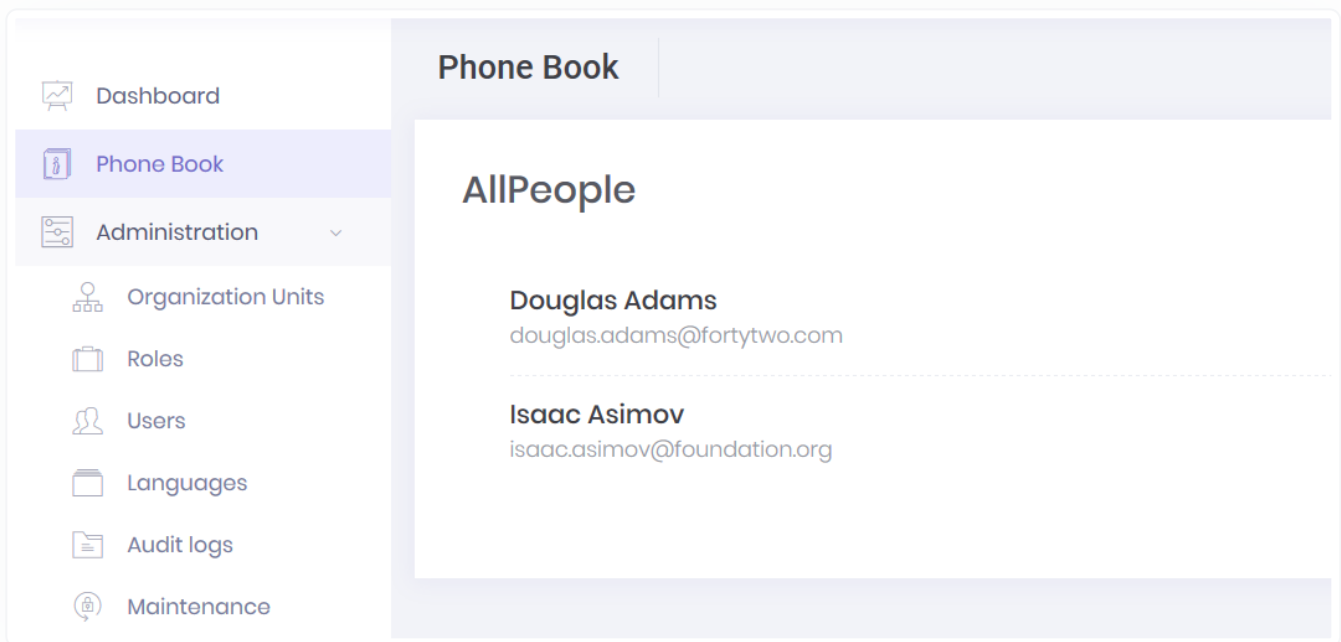 Dashboard
Phone Book
Administration
Organization Units
Roles
Users
Languages
Audit logs
Maintenance
Phone Book
AllPeople
Douglas Adams
douglas.adams@fortytwo.com
Isaac Asimov
isaac.asimov@foundation.org